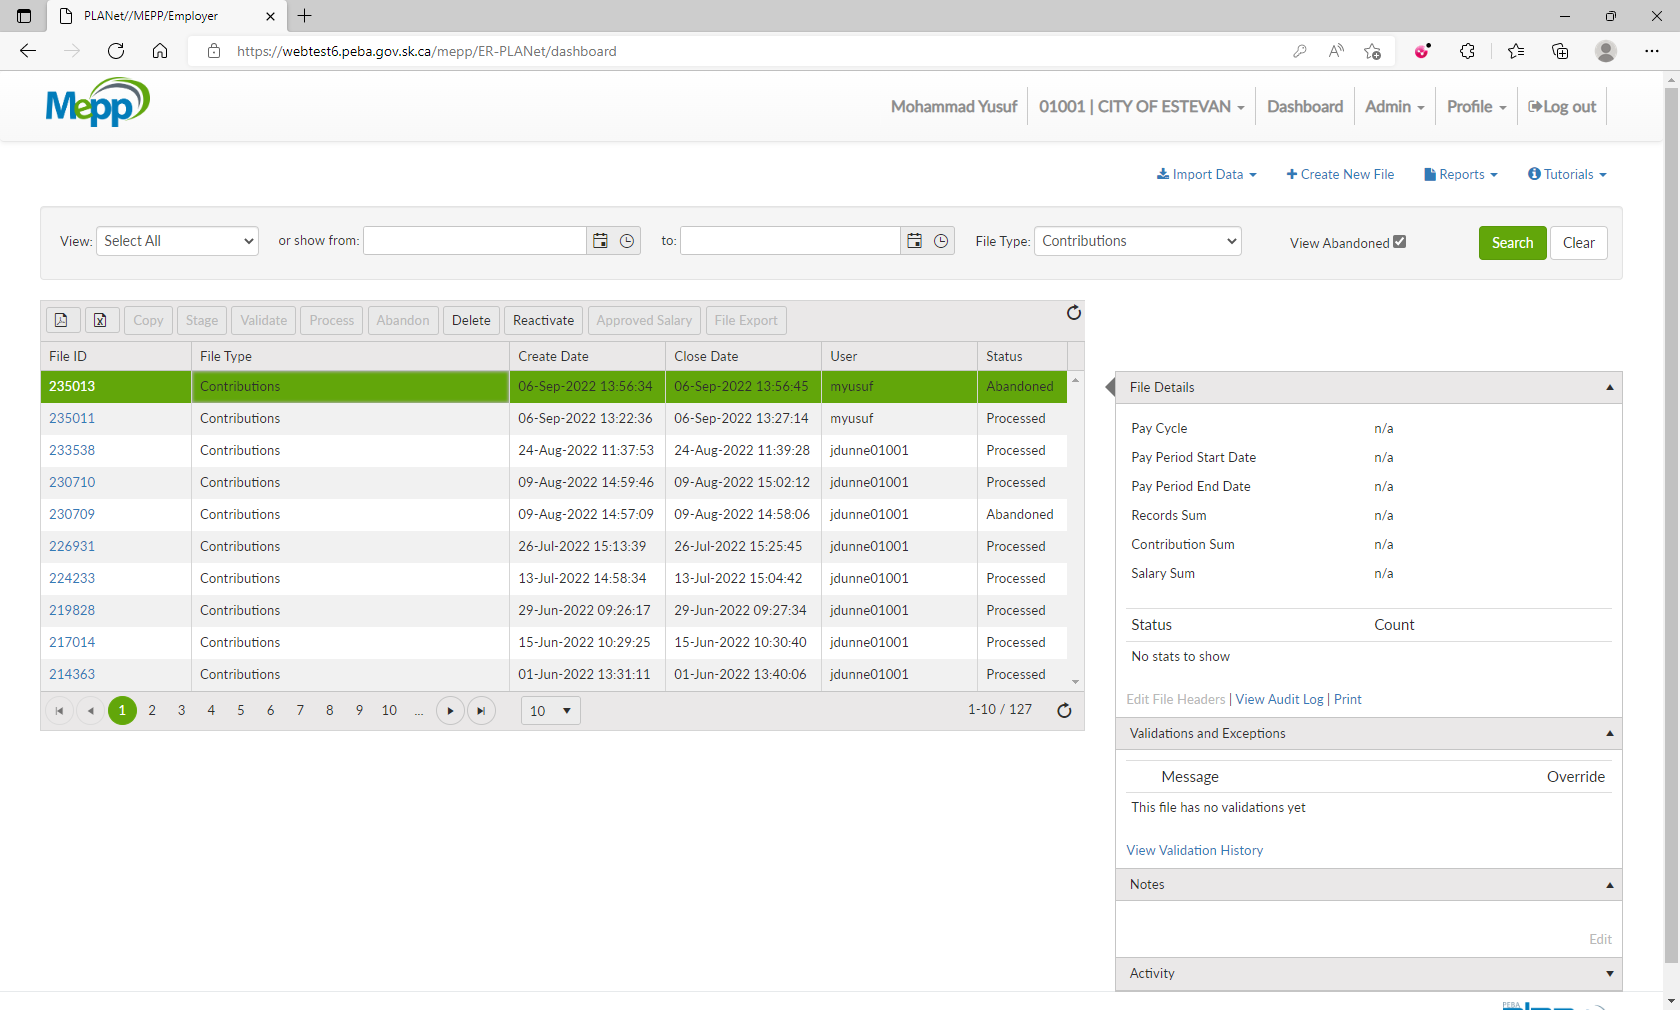 PLANet//MEPP/Employer
https://webtest6.peba.gov.sk.ca/mepp/ER-PLANet/dashboard
Mepp
Mohammad Yusuf 01001 | CITY OF ESTEVAN Dashboard Admin Profile Log out
Import Data Create New File Reports Tutorials
View: Select All or show from: to: File Type: Contributions View Abandoned Search Clear
Copy Stage Validate Process Abandon Delete Reactivate Approved Salary File Export
File ID File Type Create Date Close Date User Status
235013 Contributions 06-Sep-2022 13:56:34 06-Sep-2022 13:56:45 myusuf Abandoned
235011 Contributions 06-Sep-2022 13:22:36 06-Sep-2022 13:27:14 myusuf Processed
233538 Contributions 24-Aug-2022 11:37:53 24-Aug-2022 11:39:28 jdunne01001 Processed
230710 Contributions 09-Aug-2022 14:59:46 09-Aug-2022 15:02:12 jdunne01001 Processed
230709 Contributions 09-Aug-2022 14:57:09 09-Aug-2022 14:58:06 jdunne01001 Abandoned
226931 Contributions 26-Jul-2022 15:13:39 26-Jul-2022 15:25:45 jdunne01001 Processed
224233 Contributions 13-Jul-2022 14:58:34 13-Jul-2022 15:04:42 jdunne01001 Processed
219828 Contributions 29-Jun-2022 09:26:17 29-Jun-2022 09:27:34 jdunne01001 Processed
217014 Contributions 15-Jun-2022 10:29:25 15-Jun-2022 10:30:40 jdunne01001 Processed
214363 Contributions 01-Jun-2022 13:31:11 01-Jun-2022 13:40:06 jdunne01001 Processed
1 2 3 4 5 6 7 8 9 10 ... 10 1-10 / 127
File Details
Pay Cycle n/a
Pay Period Start Date n/a
Pay Period End Date n/a
Records Sum n/a
Contribution Sum n/a
Salary Sum n/a
Status Count
No stats to show
Edit File Headers | View Audit Log | Print
Validations and Exceptions
Message Override
This file has no validations yet
View Validation History
Notes
Edit
Activity
PEBA